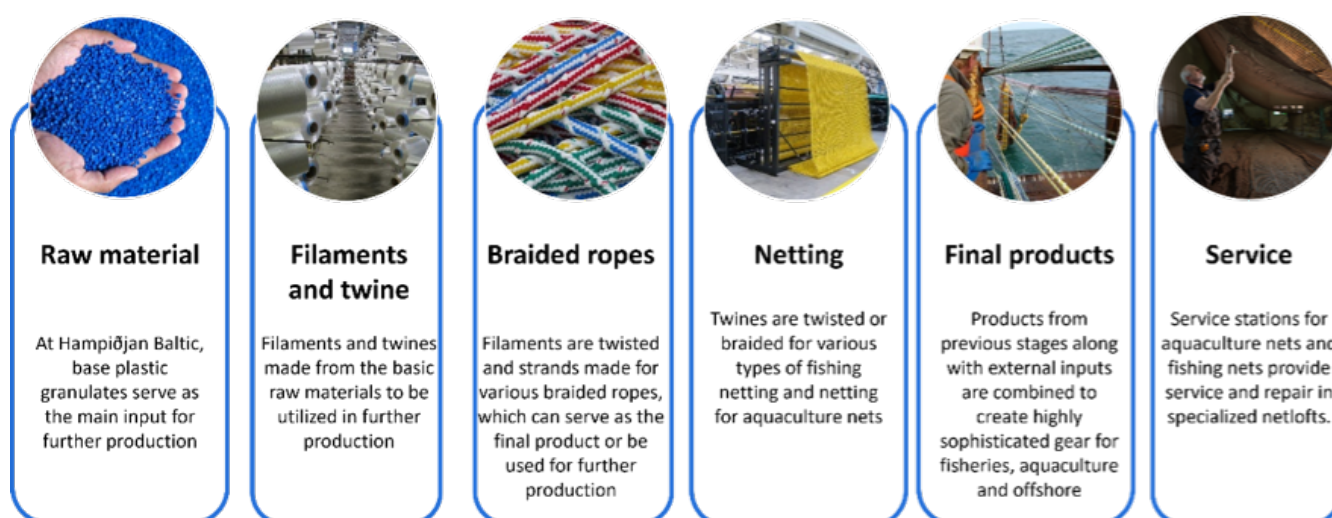 Raw material
At Hampiðjan Baltic,
base plastic
granulates serve as
the main input for
further production
Filaments
and twine
Filaments and twines
made from the basic
raw materials to be
utilized in further
production
Braided ropes
Filaments are twisted
and strands made for
various braided ropes,
which can serve as the
final product or be
used for further
production
Netting
Twines are twisted or
braided for various
types of fishing
netting and netting
for aquaculture nets
Final products
Products from
previous stages along
with external inputs
are combined to
create highly
sophisticated gear for
fisheries, aquaculture
and offshore
Service
Service stations for
aquaculture nets and
fishing nets provide
service and repair in
specialized netlofts.